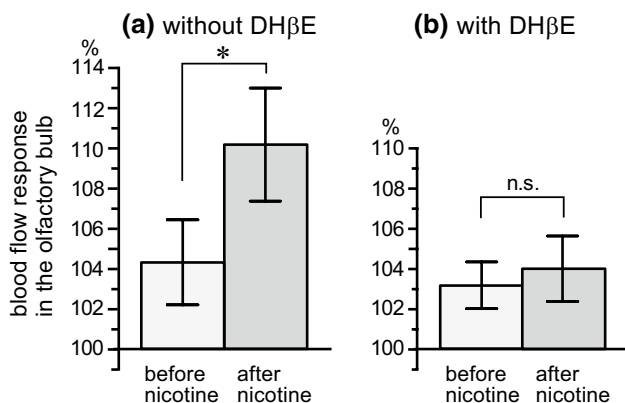 (a) without DHβE
%
114
112
110
108
106
104
102
100
*
before
nicotine
after
nicotine
blood flow response
in the olfactory bulb
(b) with DHβE
%
110
108
106
104
102
100
n.s.
before
nicotine
after
nicotine